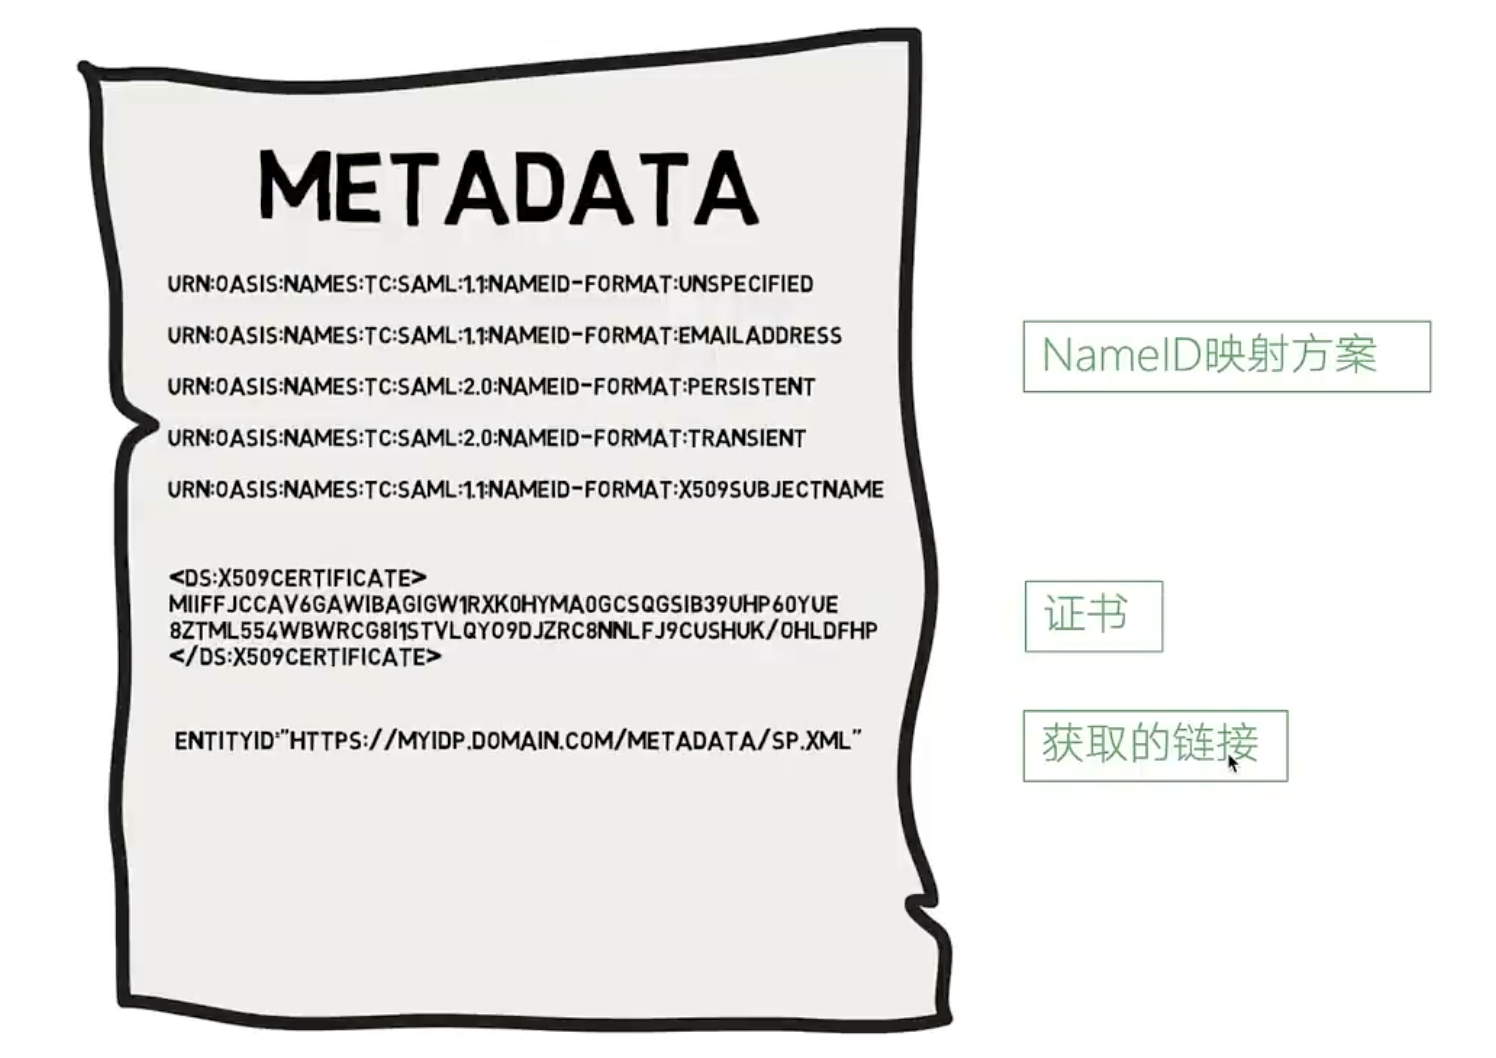 METADATA
URN:OASIS:NAMES:TC:SAML:1.1:NAMEID-FORMAT:UNSPECIFIED
URN:OASIS:NAMES:TC:SAML:1.1:NAMEID-FORMAT:EMAILADDRESS
URN:OASIS:NAMES:TC:SAML:2.0:NAMEID-FORMAT:PERSISTENT
URN:OASIS:NAMES:TC:SAML:2.0:NAMEID-FORMAT:TRANSIENT
URN:OASIS:NAMES:TC:SAML:1.1:NAMEID-FORMAT:X509SUBJECTNAME
NameID映射方案
<DS:X509CERTIFICATE>
MIIFFJCCAV6GAWIBAGIGW1RXK0HYMA0GCSQGSIB39UHP60YUE
8ZTML554WBWRCG8I1STVLQYO9DJZRC8NNLFJ9CUSHUK/OHLDFHP
</DS:X509CERTIFICATE>
证书
ENTITYID="HTTPS://MYIDP.DOMAIN.COM/METADATA/SP.XML"
获取的链接